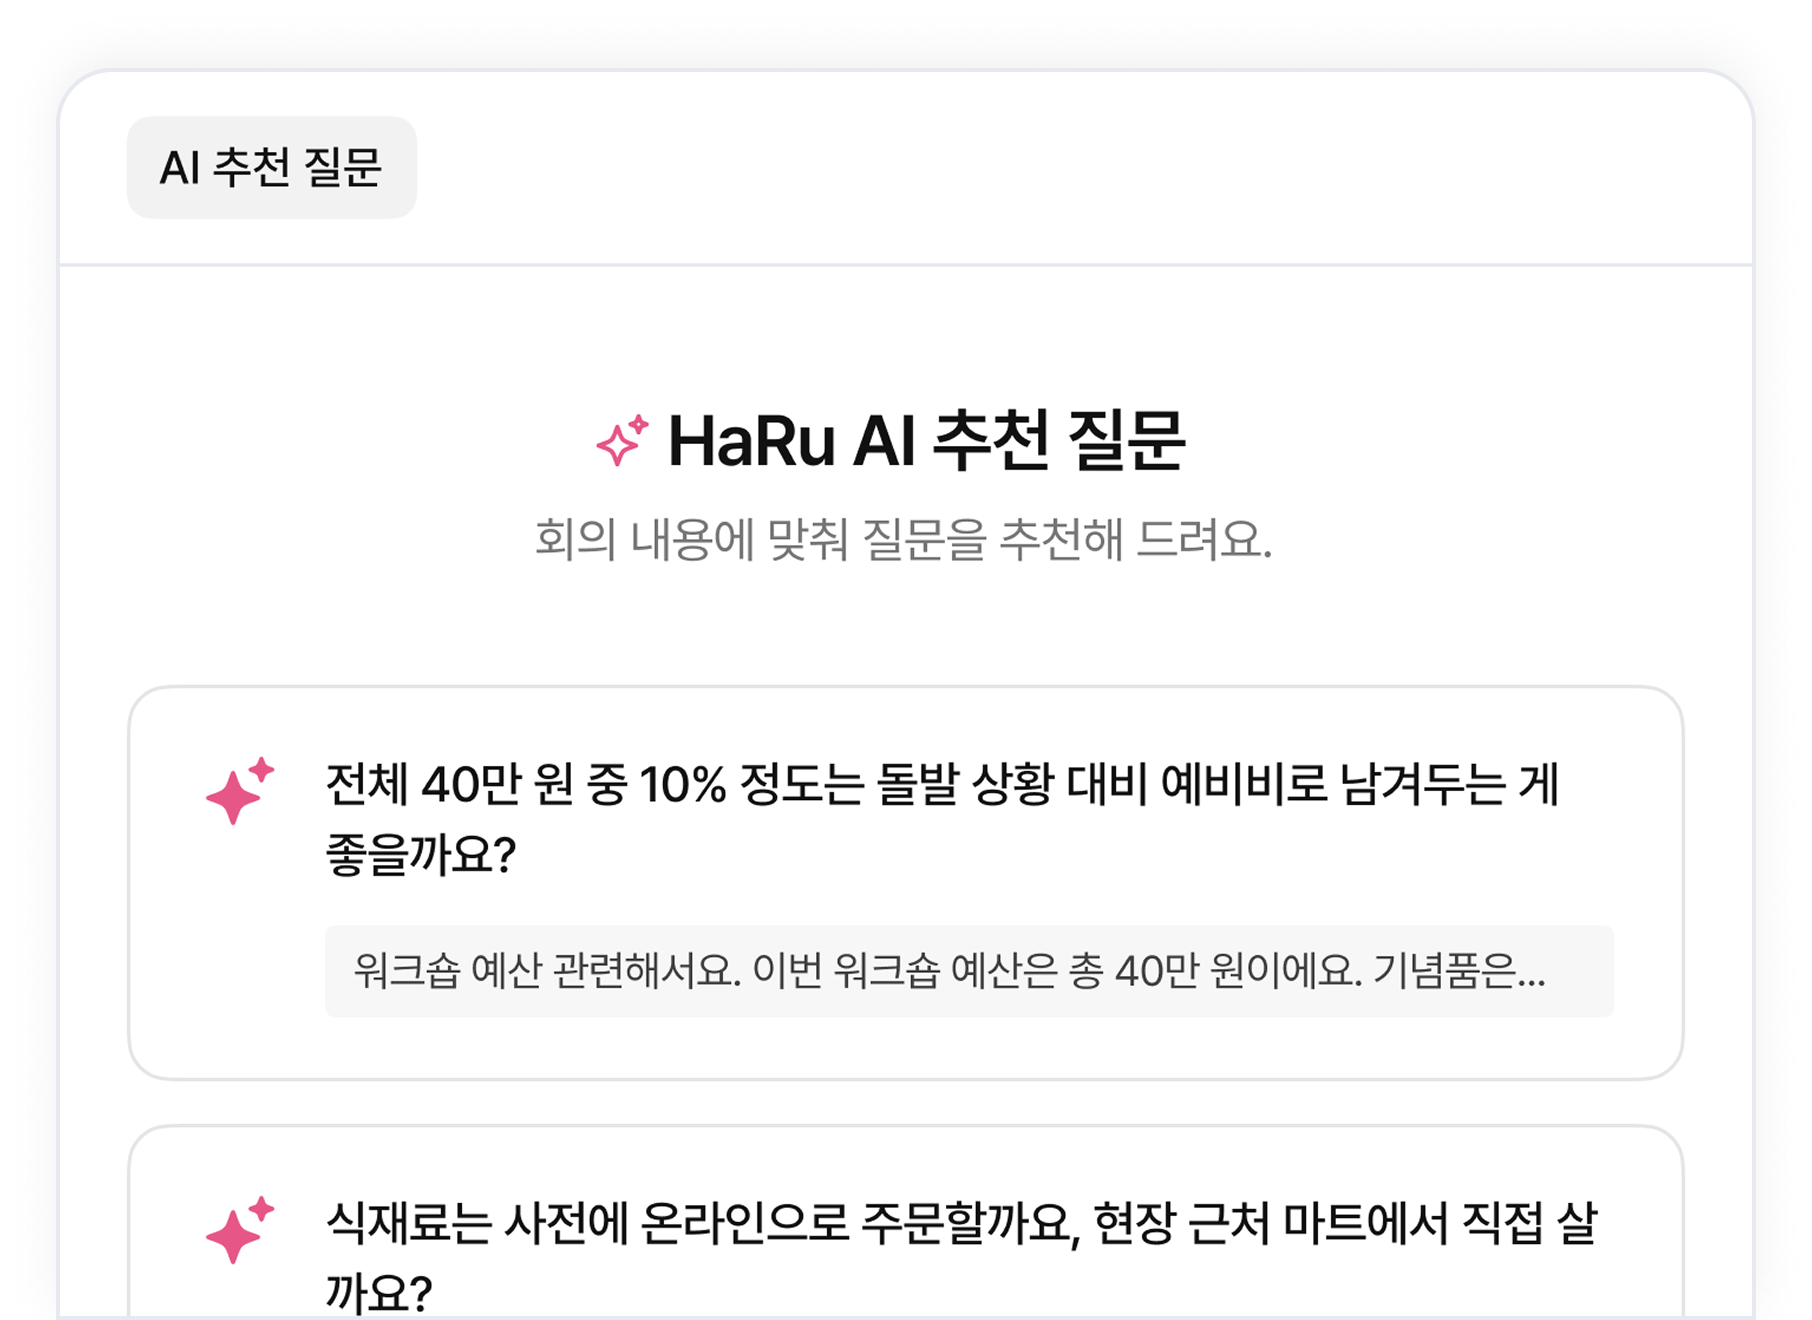 AI 추천 질문
HaRu AI 추천 질문
회의 내용에 맞춰 질문을 추천해 드려요.
전체 40만 원 중 10% 정도는 돌발 상황 대비 예비비로 남겨두는 게
좋을까요?
워크숍 예산 관련해서요. 이번 워크숍 예산은 총 40만 원이에요. 기념품은...
식재료는 사전에 온라인으로 주문할까요, 현장 근처 마트에서 직접 살
까요?